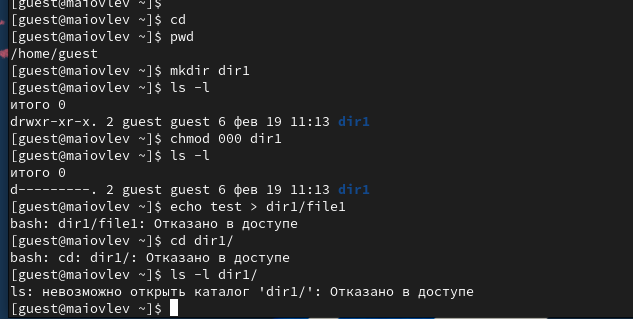 [guest@maiovlev ~]$
[guest@maiovlev ~]$ cd
[guest@maiovlev ~]$ pwd
/home/guest
[guest@maiovlev ~]$ mkdir dir1
[guest@maiovlev ~]$ ls -l
итого 0
drwxr-xr-x. 2 guest guest 6 фев 19 11:13 dir1
[guest@maiovlev ~]$ chmod 000 dir1
[guest@maiovlev ~]$ ls -l
итого 0
d---------. 2 guest guest 6 фев 19 11:13 dir1
[guest@maiovlev ~]$ echo test > dir1/file1
bash: dir1/file1: Отказано в доступе
[guest@maiovlev ~]$ cd dir1/
bash: cd: dir1/: Отказано в доступе
[guest@maiovlev ~]$ ls -l dir1/
ls: невозможно открыть каталог 'dir1/': Отказано в доступе
[guest@maiovlev ~]$